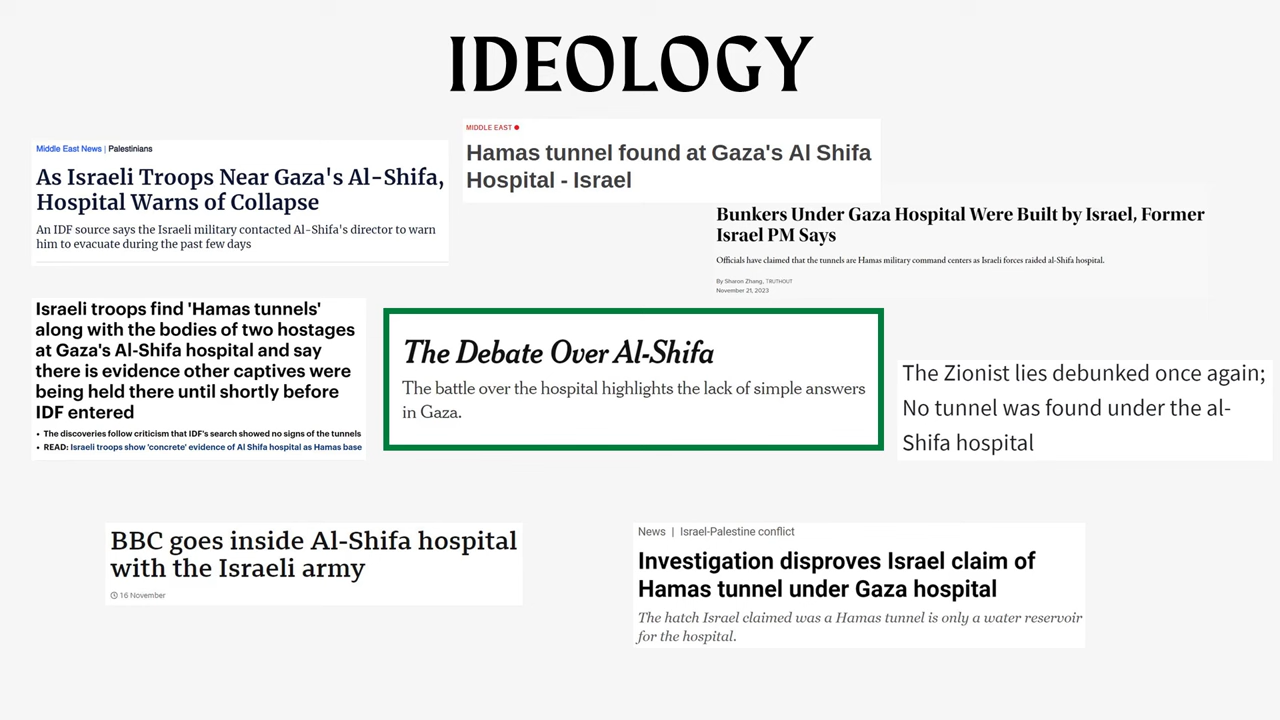 IDEOLOGY
Middle East News | Palestinians
As Israeli Troops Near Gaza's Al-Shifa,
Hospital Warns of Collapse
An IDF source says the Israeli military contacted Al-Shifa's director to warn
him to evacuate during the past few days
MIDDLE EAST
Hamas tunnel found at Gaza's Al Shifa
Hospital - Israel
Bunkers Under Gaza Hospital Were Built by Israel, Former
Israel PM Says
Officials have claimed that the tunnels are Hamas military command centers as Israeli forces raided al-Shifa hospital.
By Sharon Zhang, TRUTHOUT
November 21, 2023
Israeli troops find 'Hamas tunnels'
along with the bodies of two hostages
at Gaza's Al-Shifa hospital and say
there is evidence other captives were
being held there until shortly before
IDF entered
• The discoveries follow criticism that IDF's search showed no signs of the tunnels
• READ: Israeli troops show 'concrete' evidence of Al Shifa hospital as Hamas base
The Debate Over Al-Shifa
The battle over the hospital highlights the lack of simple answers
in Gaza.
The Zionist lies debunked once again;
No tunnel was found under the al-
Shifa hospital
BBC goes inside Al-Shifa hospital
with the Israeli army
16 November
News | Israel-Palestine conflict
Investigation disproves Israel claim of
Hamas tunnel under Gaza hospital
The hatch Israel claimed was a Hamas tunnel is only a water reservoir
for the hospital.